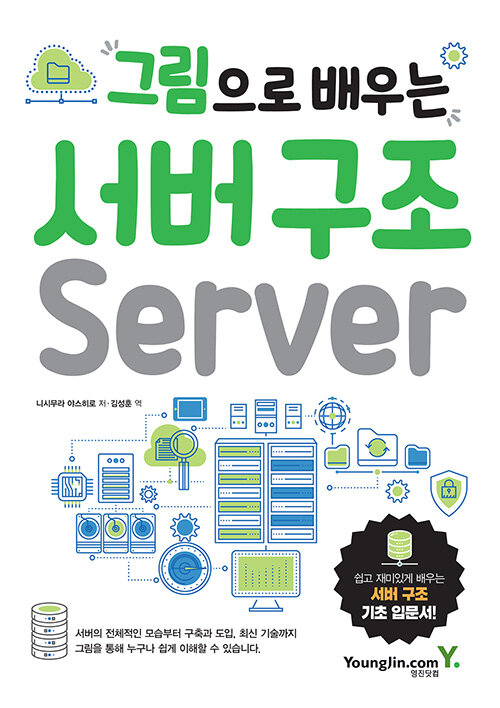 그림으로 배우는
서버 구조
Server
니시무라 야스히로 저·김성훈 역
쉽고 재미있게 배우는
서버 구조
기초 입문서!
서버의 전체적인 모습부터 구축과 도입, 최신 기술까지
그림을 통해 누구나 쉽게 이해할 수 있습니다.
YoungJin.com Y.
영진닷컴